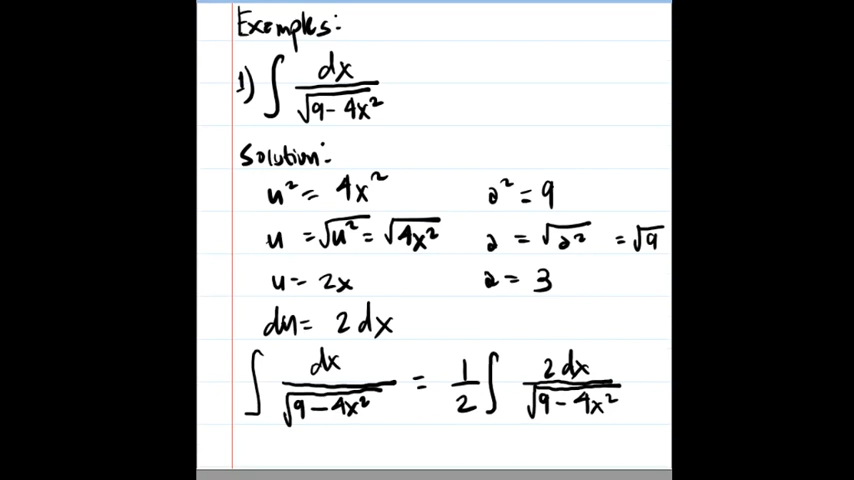 Examples:
1) ∫ dx / √(9 - 4x²)
Solution:
u² = 4x² a² = 9
u = √u² = √4x² a = √a² = √9
u = 2x a = 3
du = 2 dx
∫ dx / √(9 - 4x²) = 1/2 ∫ 2 dx / √(9 - 4x²)